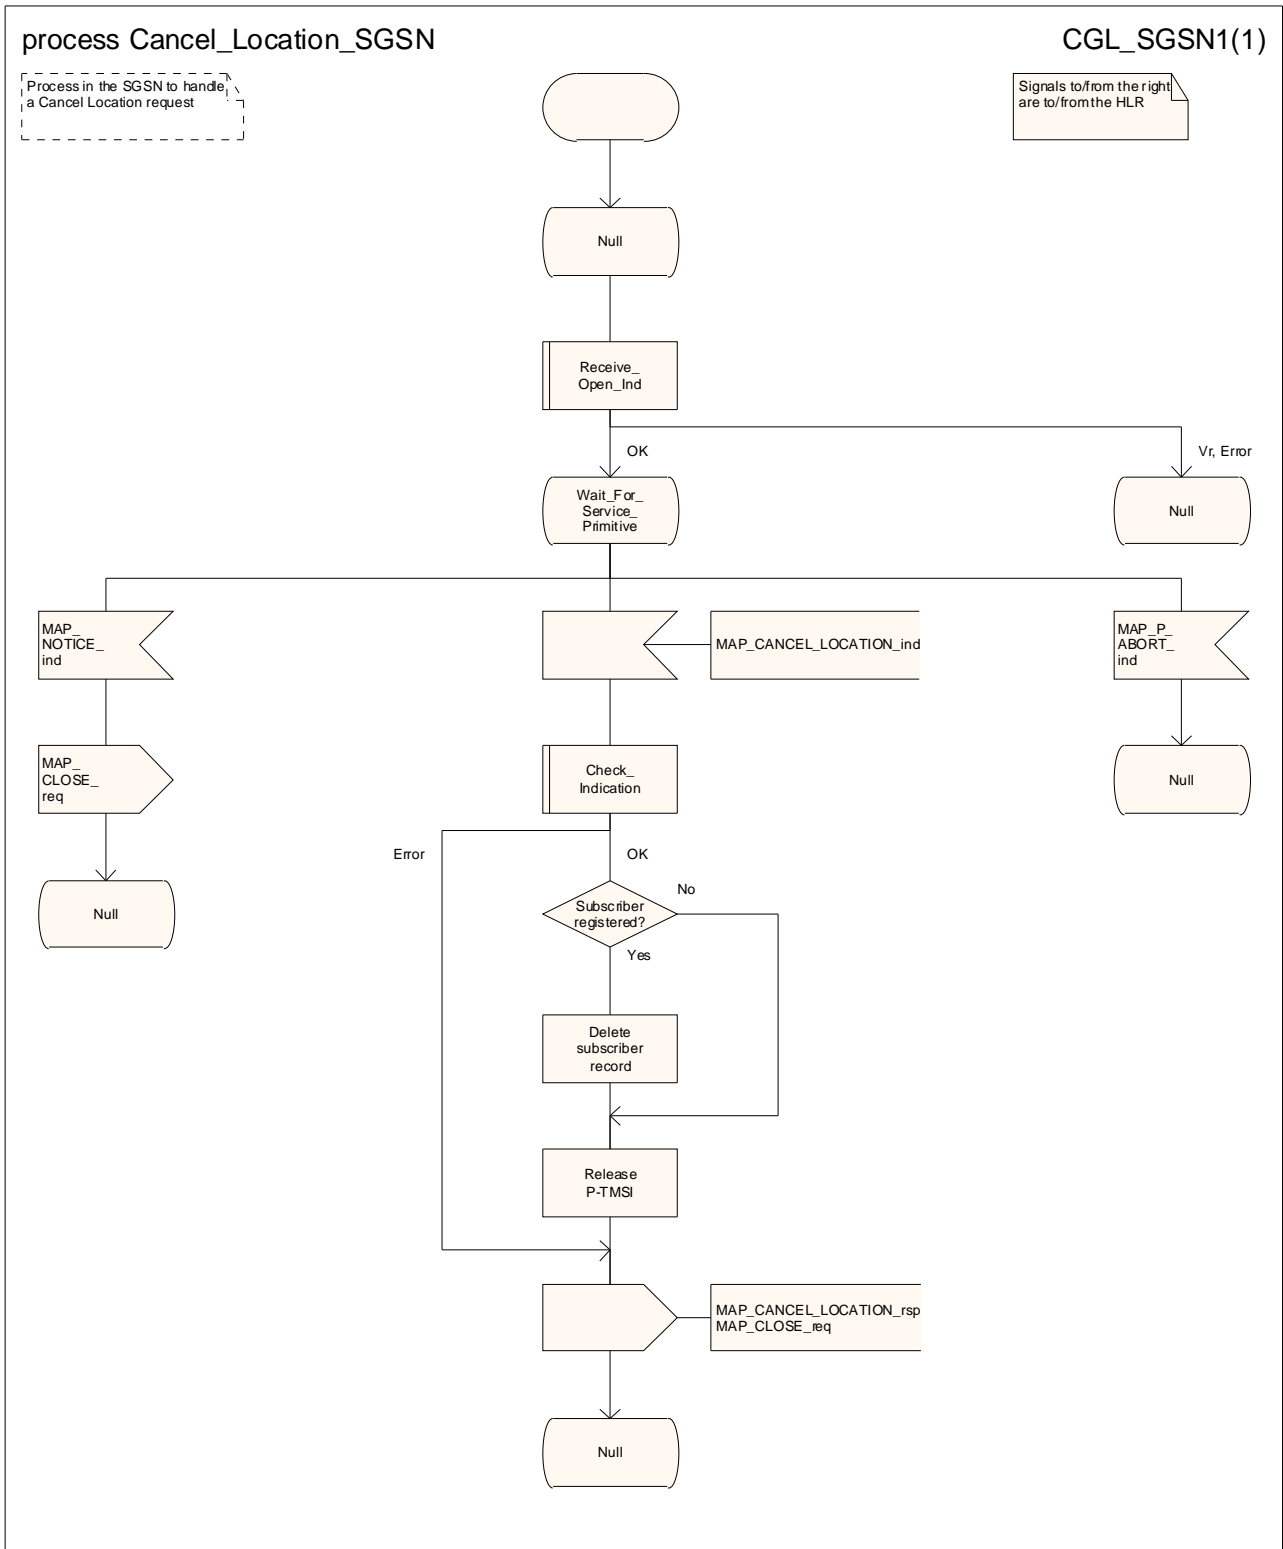 process Cancel_Location_SGSN
CGL_SGSN1(1)
Process in the SGSN to handle
a Cancel Location request
Signals to/from the right
are to/from the HLR
Null
Receive_
Open_Ind
OK
Vr, Error
Wait_For_
Service_
Primitive
Null
MAP_
NOTICE_
ind
MAP_CANCEL_LOCATION_ind
MAP_P_
ABORT_
ind
MAP_
CLOSE_
req
Check_
Indication
Null
Error
OK
No
Null
Subscriber
registered?
Yes
Delete
subscriber
record
Release
P-TMSI
MAP_CANCEL_LOCATION_rsp
MAP_CLOSE_req
Null